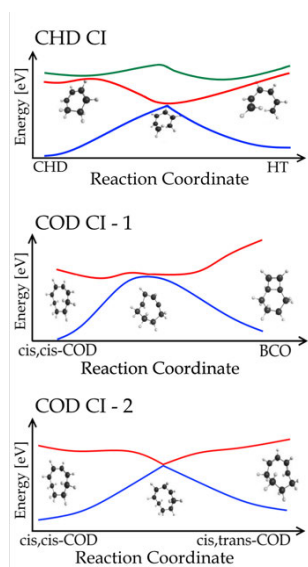 CHD CI
Energy [eV]
CHD
HT
Reaction Coordinate
COD CI - 1
Energy [eV]
cis,cis-COD
BCO
Reaction Coordinate
COD CI - 2
Energy [eV]
cis,cis-COD
cis,trans-COD
Reaction Coordinate